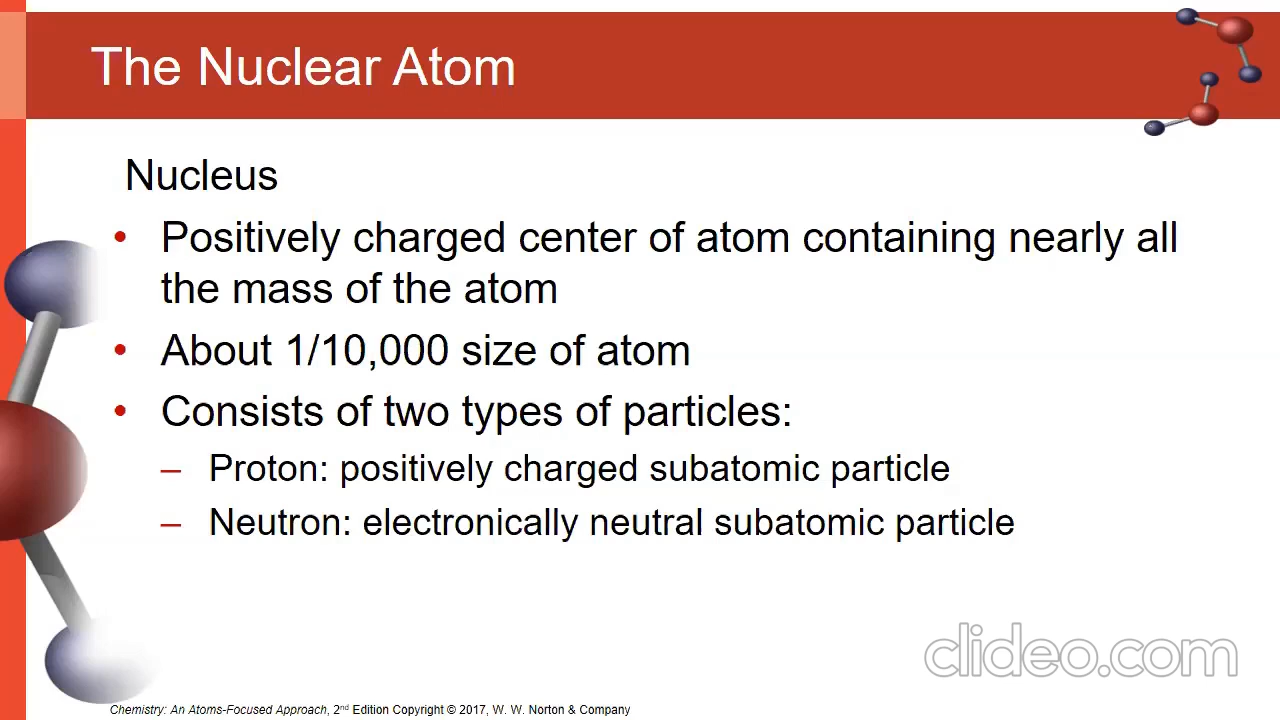 The Nuclear Atom
Nucleus
• Positively charged center of atom containing nearly all
the mass of the atom
• About 1/10,000 size of atom
• Consists of two types of particles:
– Proton: positively charged subatomic particle
– Neutron: electronically neutral subatomic particle
clideo.com
Chemistry: An Atoms-Focused Approach, 2nd Edition Copyright © 2017, W. W. Norton & Company